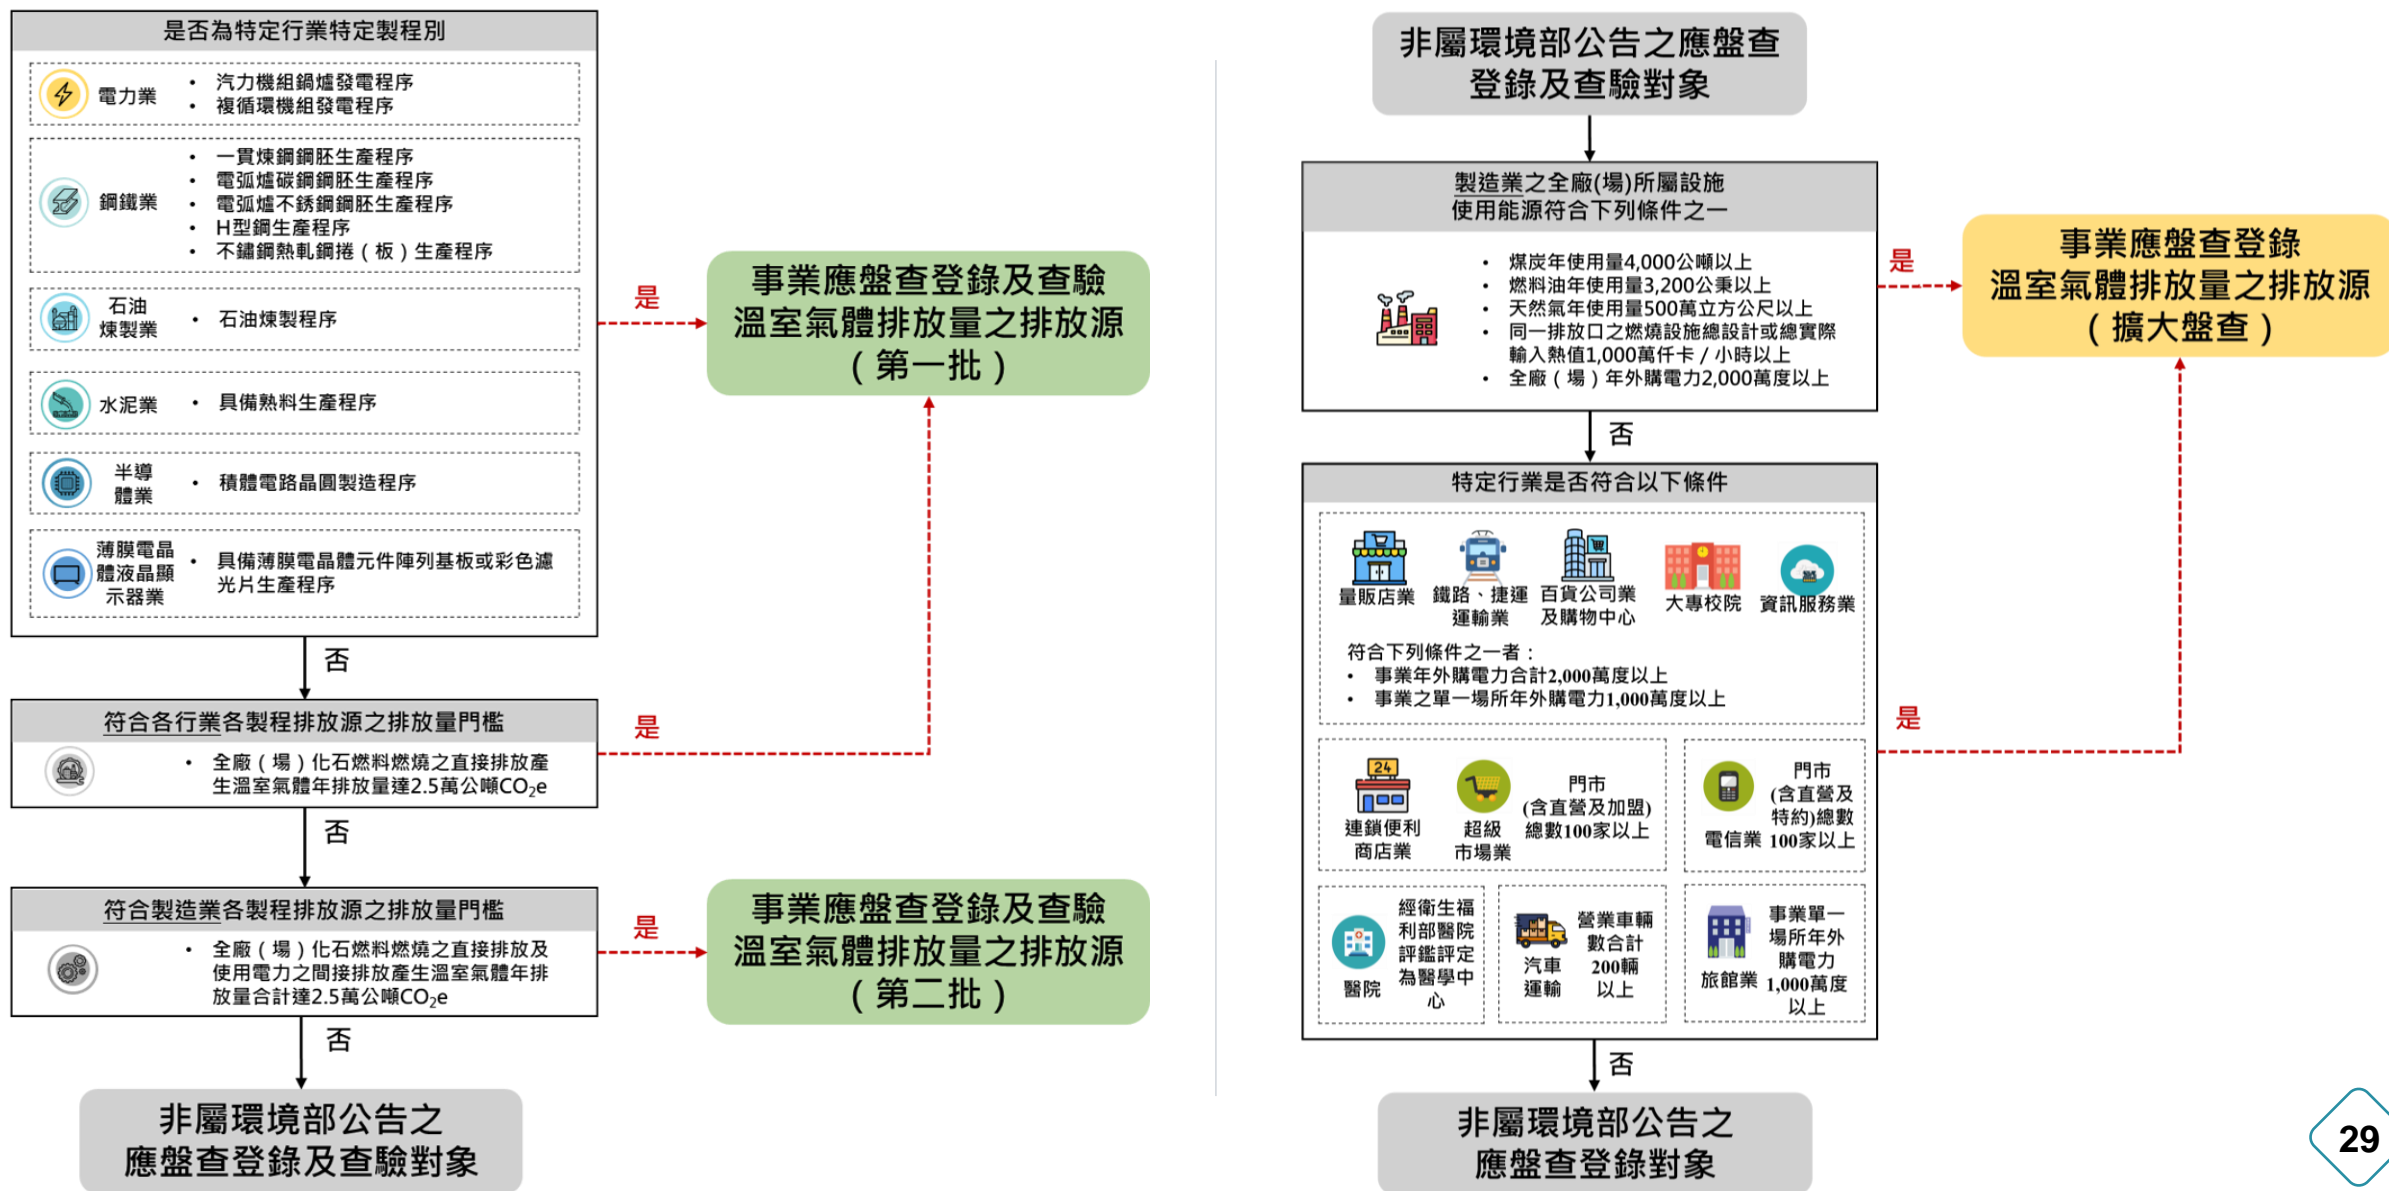 是否為特定行業特定製程別
電力業
• 汽力機組鍋爐發電程序
• 複循環機組發電程序
鋼鐵業
• 一貫煉鋼鋼胚生產程序
• 電弧爐碳鋼鋼胚生產程序
• 電弧爐不銹鋼鋼胚生產程序
• H型鋼生產程序
• 不鏽鋼熱軋鋼捲（板）生產程序
石油
煉製業
• 石油煉製程序
水泥業
• 具備熟料生產程序
半導
體業
• 積體電路晶圓製造程序
薄膜電晶
體液晶顯
示器業
• 具備薄膜電晶體元件陣列基板或彩色濾
光片生產程序
是
事業應盤查登錄及查驗
溫室氣體排放量之排放源
（第一批）
否
符合各行業各製程排放源之排放量門檻
• 全廠（場）化石燃料燃燒之直接排放產
生溫室氣體年排放量達2.5萬公噸CO₂e
是
否
符合製造業各製程排放源之排放量門檻
• 全廠（場）化石燃料燃燒之直接排放及
使用電力之間接排放產生溫室氣體年排
放量合計達2.5萬公噸CO₂e
是
事業應盤查登錄及查驗
溫室氣體排放量之排放源
（第二批）
否
非屬環境部公告之
應盤查登錄及查驗對象
非屬環境部公告之應盤查
登錄及查驗對象
製造業之全廠(場)所屬設施
使用能源符合下列條件之一
• 煤炭年使用量4,000公噸以上
• 燃料油年使用量3,200公秉以上
• 天然氣年使用量500萬立方公尺以上
• 同一排放口之燃燒設施總設計或總實際
輸入熱值1,000萬仟卡／小時以上
• 全廠（場）年外購電力2,000萬度以上
是
事業應盤查登錄
溫室氣體排放量之排放源
（擴大盤查）
否
特定行業是否符合以下條件
量販店業
鐵路、捷運
運輸業
百貨公司業
及購物中心
大專校院
資訊服務業
符合下列條件之一者：
• 事業年外購電力合計2,000萬度以上
• 事業之單一場所年外購電力1,000萬度以上
是
24
連鎖便利
商店業
超級
市場業
門市
(含直營及加盟)
總數100家以上
電信業
門市
(含直營及
特約)總數
100家以上
醫院
經衛生福
利部醫院
評鑑評定
為醫學中
心
汽車
運輸
營業車輛
數合計
200輛
以上
旅館業
事業單一
場所年外
購電力
1,000萬度
以上
否
非屬環境部公告之
應盤查登錄對象
29